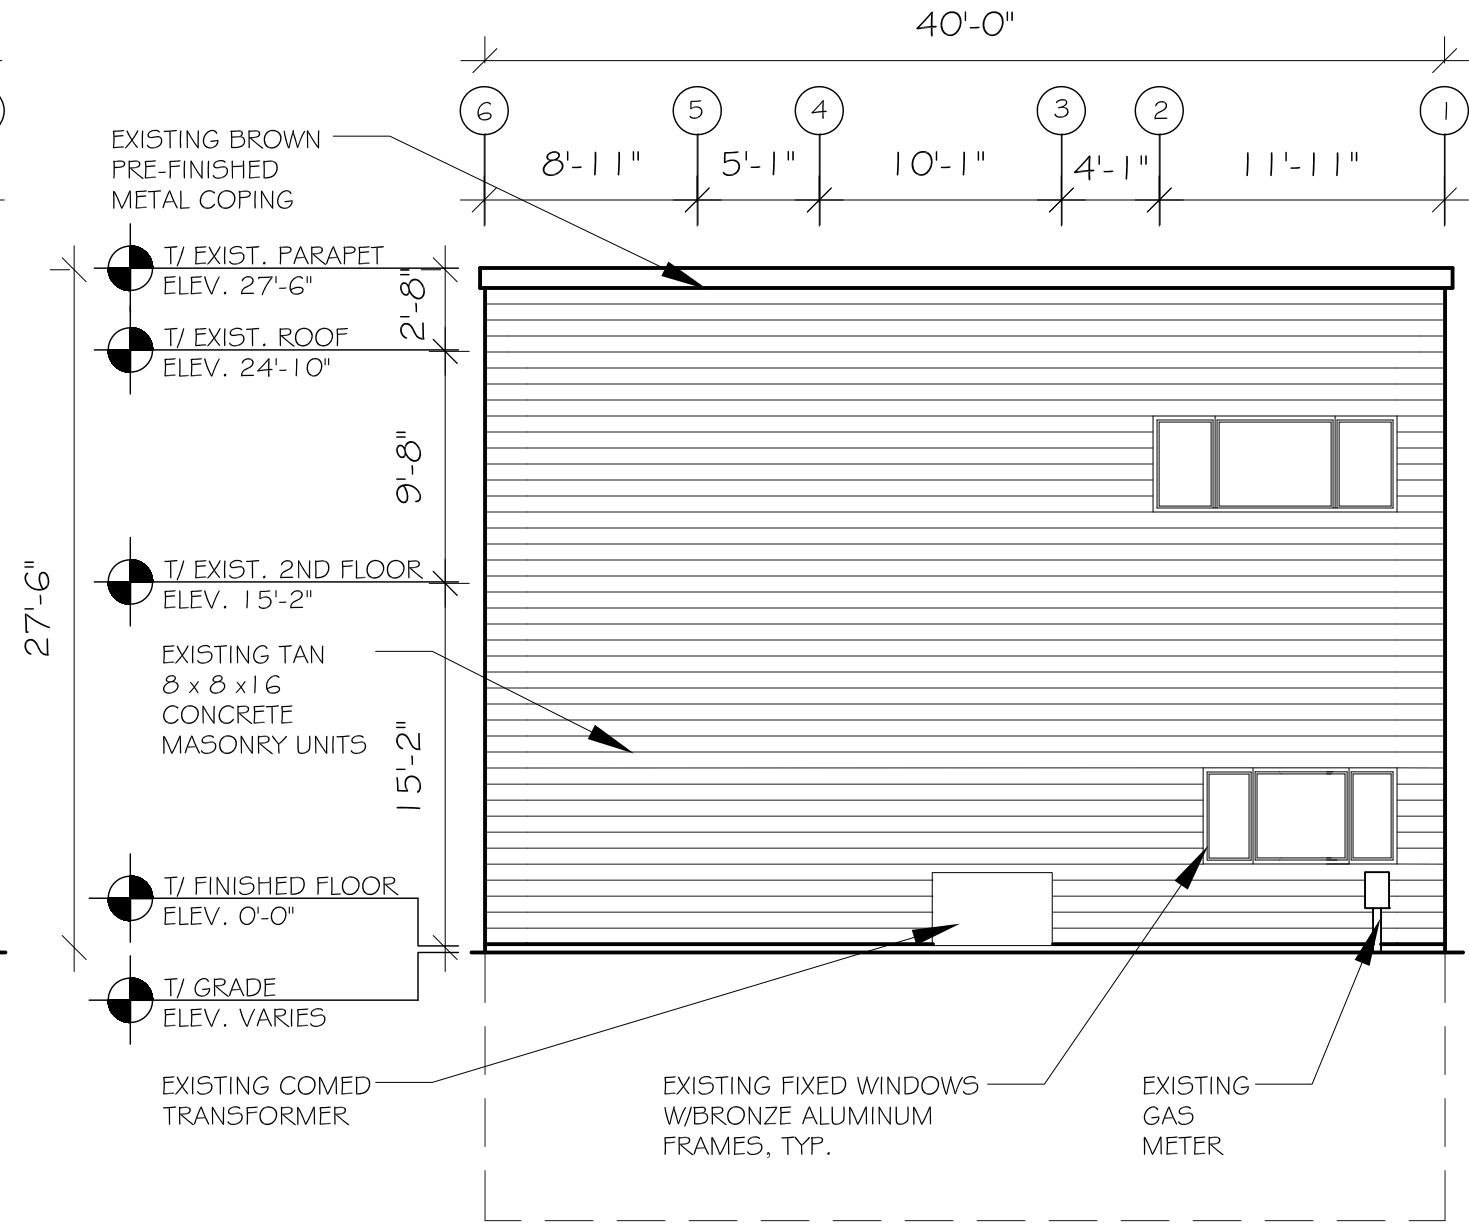 40'-0"
6 5 4 3 2 1
8'-11" 5'-1" 10'-1" 4'-1" 11'-11"
EXISTING BROWN
PRE-FINISHED
METAL COPING
T/ EXIST. PARAPET
ELEV. 27'-6"
2'-8"
T/ EXIST. ROOF
ELEV. 24'-10"
9'-8"
27'-6"
T/ EXIST. 2ND FLOOR
ELEV. 15'-2"
EXISTING TAN
8 x 8 x16
CONCRETE
MASONRY UNITS
15'-2"
T/ FINISHED FLOOR
ELEV. 0'-0"
T/ GRADE
ELEV. VARIES
EXISTING COMED
TRANSFORMER
EXISTING FIXED WINDOWS
W/BRONZE ALUMINUM
FRAMES, TYP.
EXISTING
GAS
METER